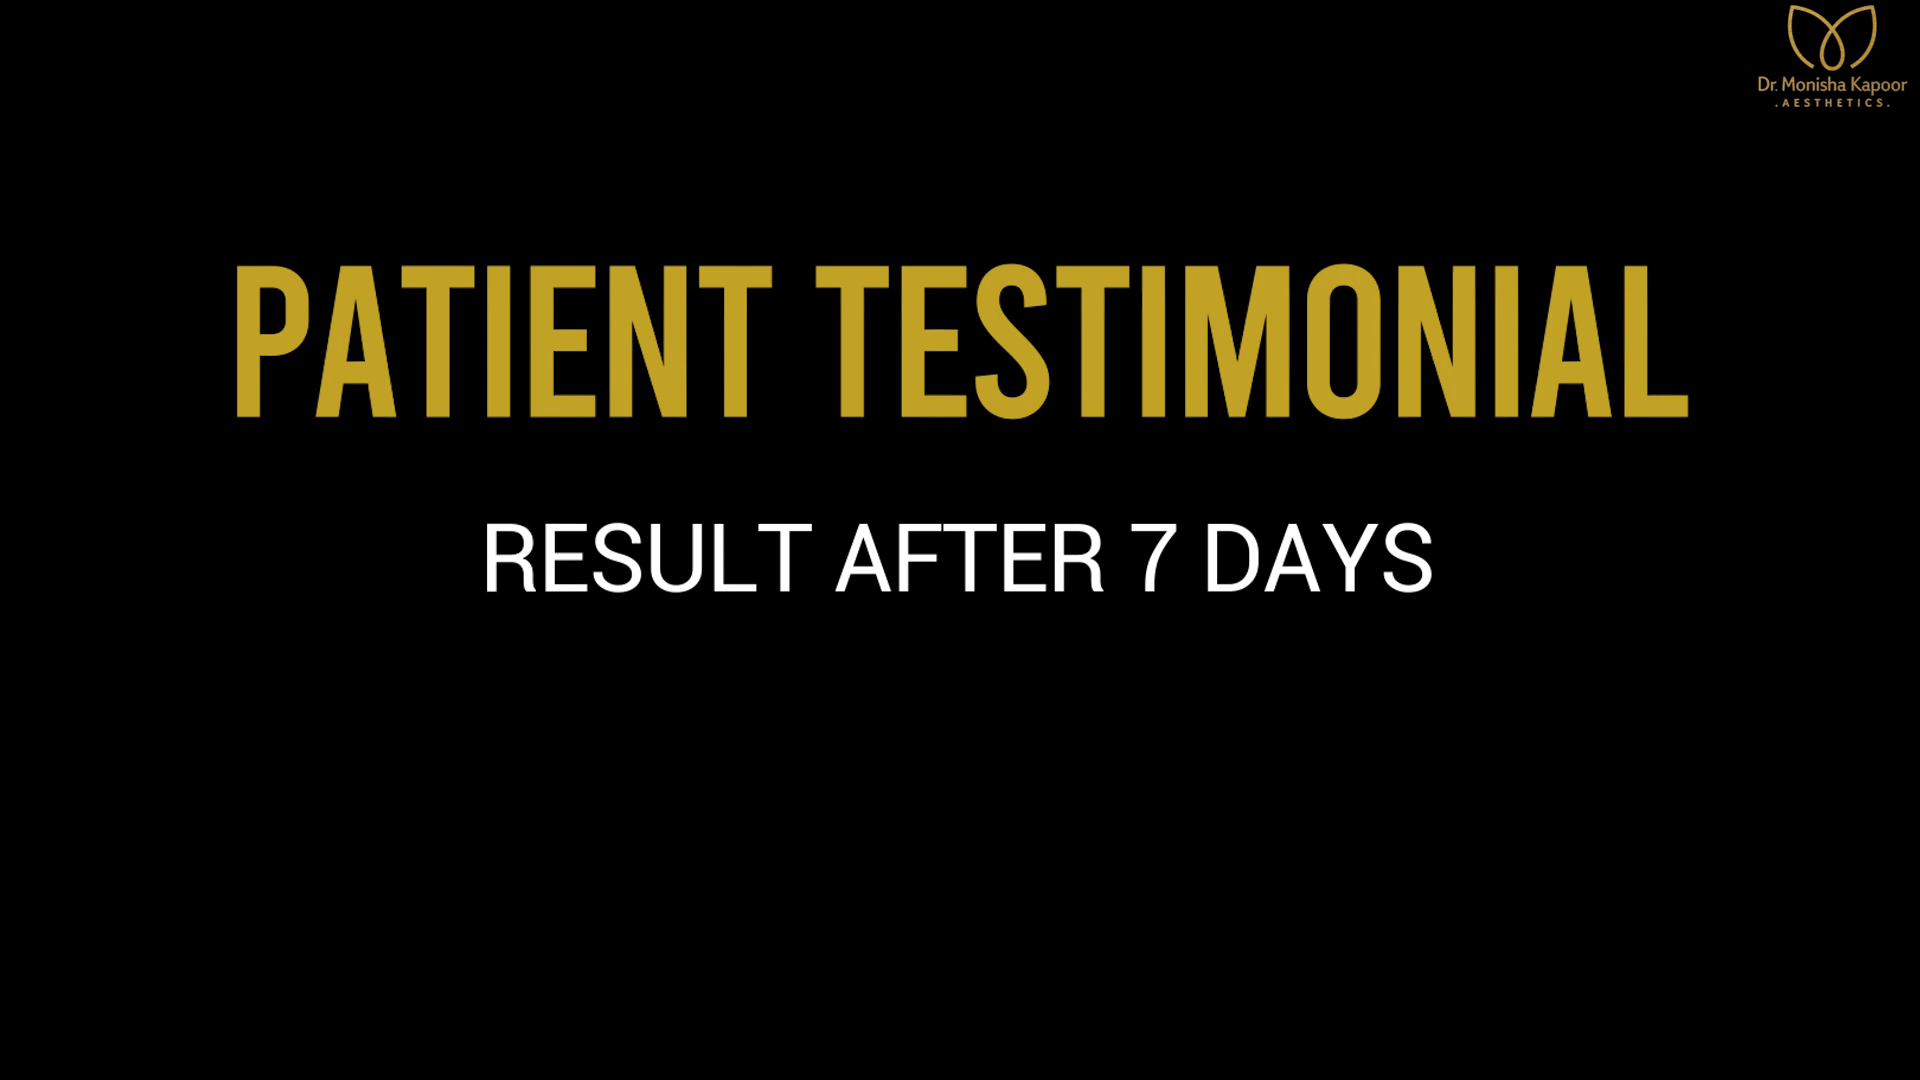 Dr. Monisha Kapoor
.AESTHETICS.
PATIENT TESTIMONIAL
RESULT AFTER 7 DAYS